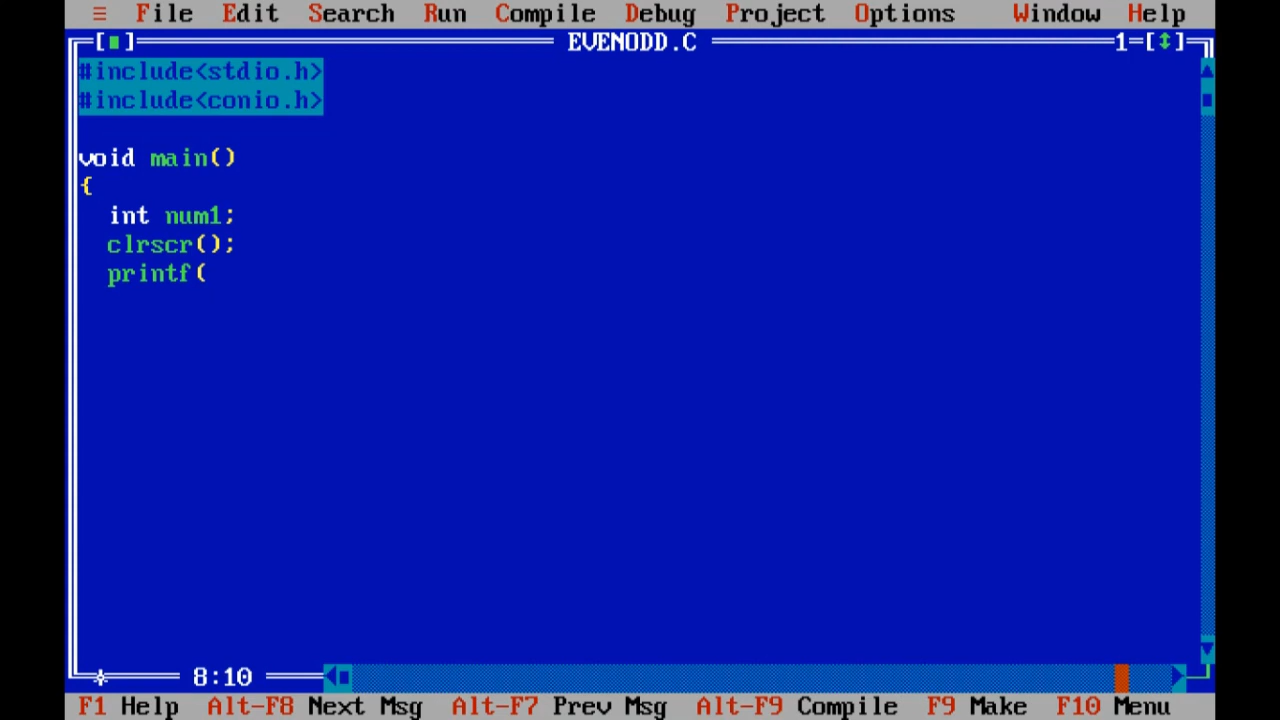 ≡ File Edit Search Run Compile Debug Project Options Window Help
[■] EVENODD.C 1=[↕]
#include<stdio.h>
#include<conio.h>
void main()
{
int num1;
clrscr();
printf(
8:10
F1 Help Alt-F8 Next Msg Alt-F7 Prev Msg Alt-F9 Compile F9 Make F10 Menu